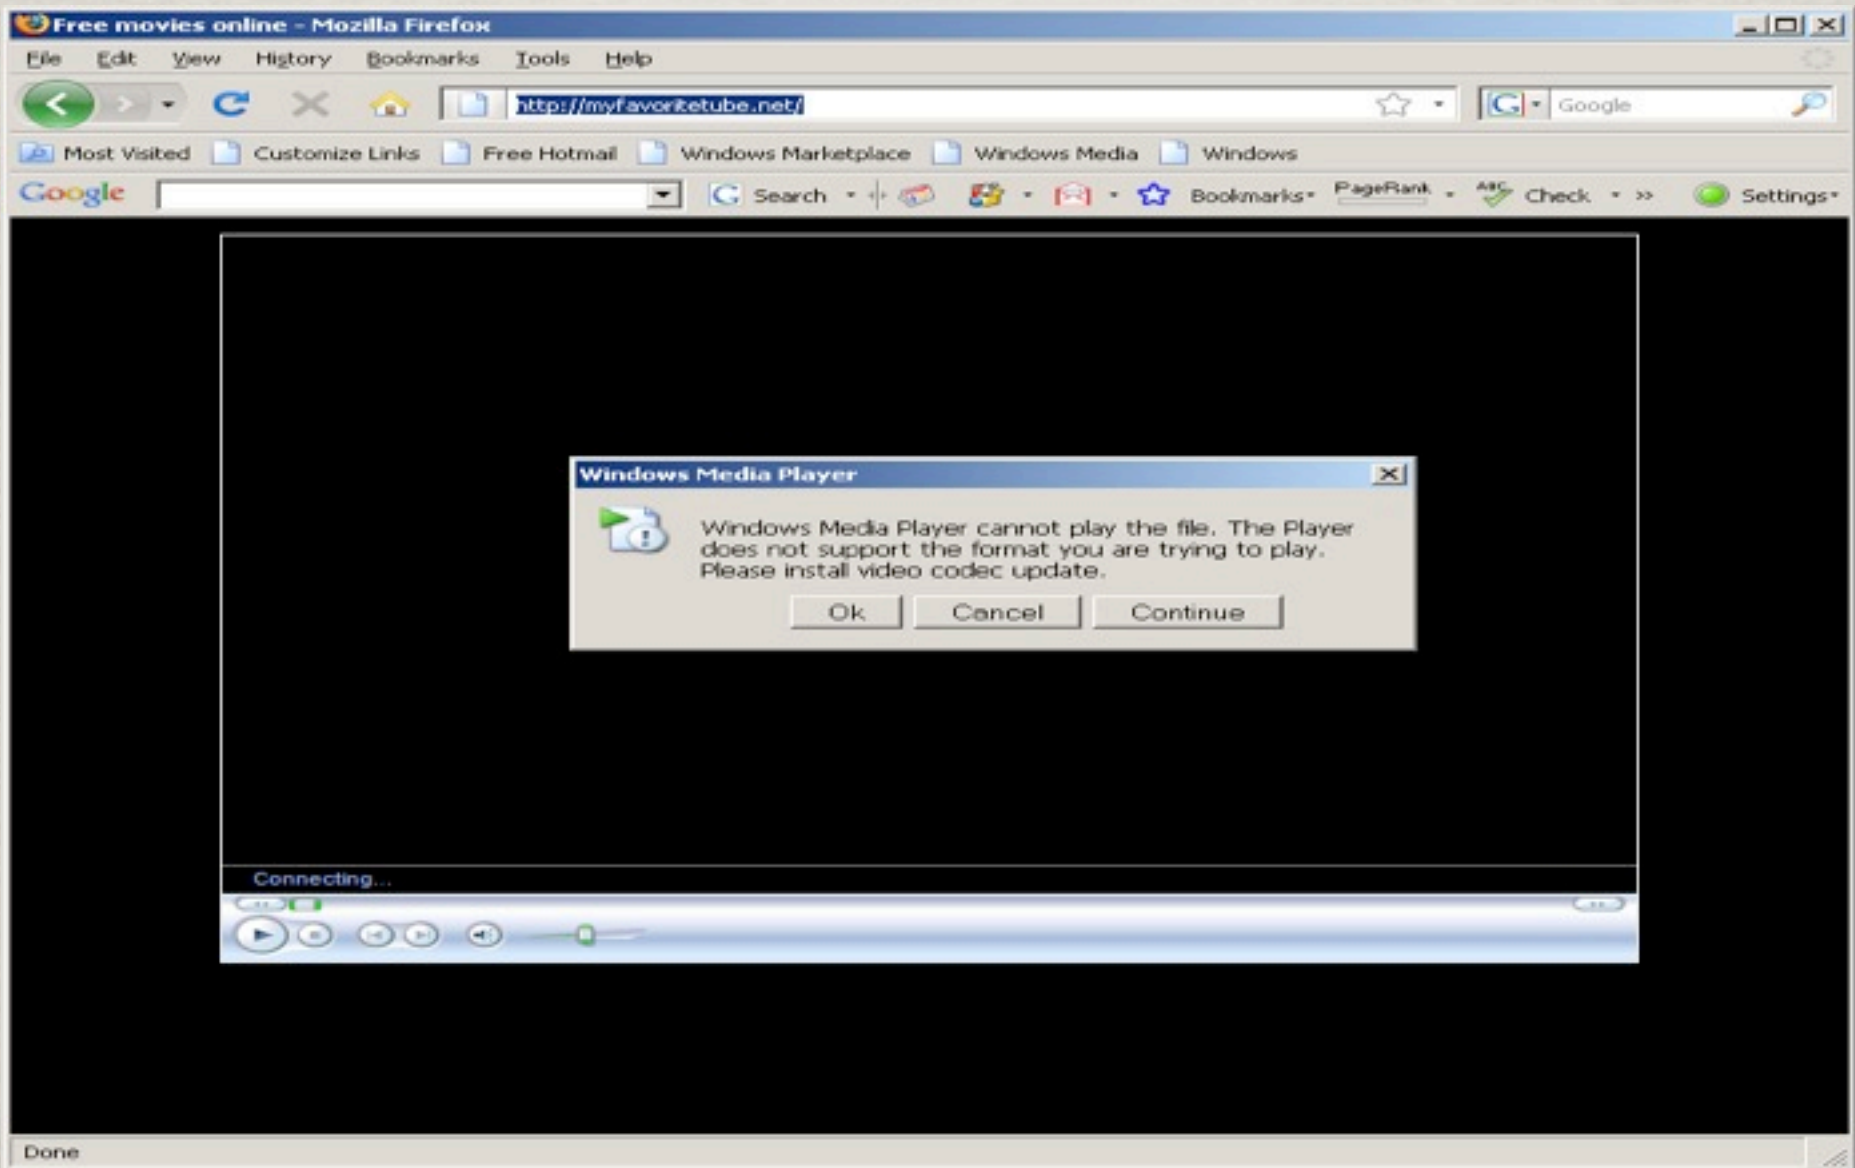 Free movies online - Mozilla Firefox
File Edit View History Bookmarks Tools Help
http://myfavoritetube.net/ G Google
Most Visited Customize Links Free Hotmail Windows Marketplace Windows Media Windows
Google G Search Bookmarks PageRank ABC Check Settings
Windows Media Player
Windows Media Player cannot play the file. The Player
does not support the format you are trying to play.
Please install video codec update.
Ok Cancel Continue
Connecting...
Done